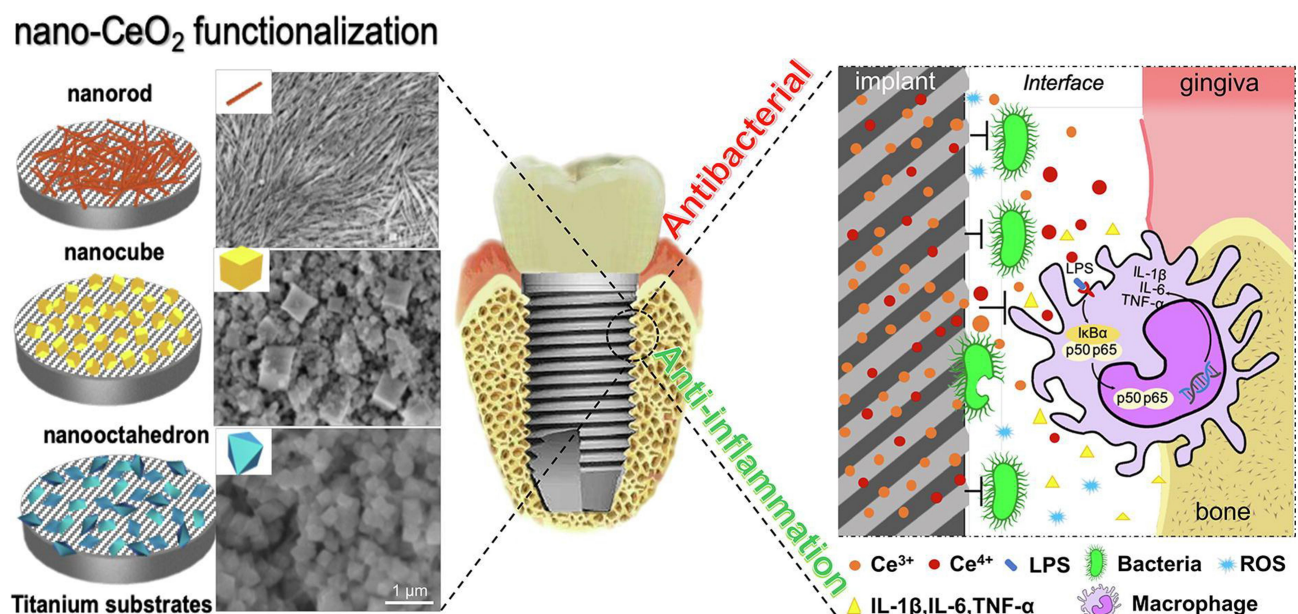 nano-CeO₂ functionalization
nanorod
nanocube
nanooctahedron
Titanium substrates
1 μm
Antibacterial
Anti-inflammation
implant
Interface
gingiva
LPS
IL-1β
IL-6,
TNF-α
IκBα
p50 p65
p50 p65
bone
Ce³⁺ Ce⁴⁺ LPS Bacteria ROS
IL-1β,IL-6,TNF-α Macrophage